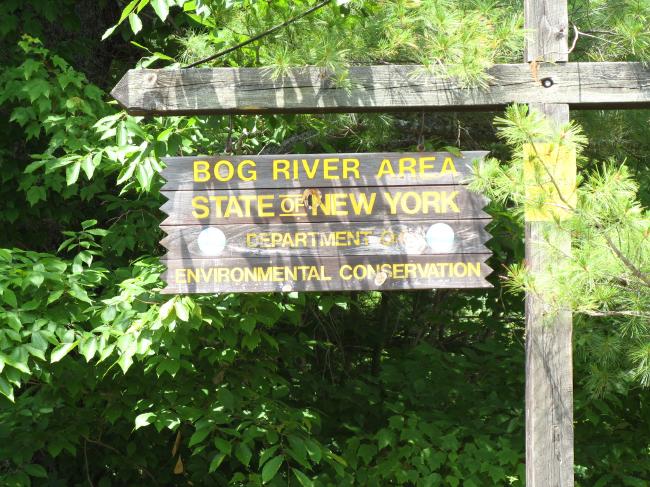 BOG RIVER AREA
STATE OF NEW YORK
DEPARTMENT OF
ENVIRONMENTAL CONSERVATION